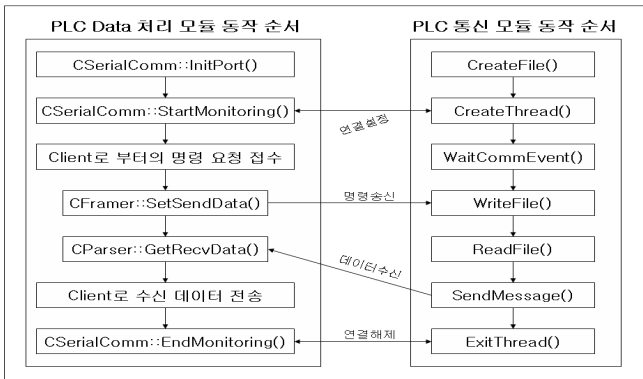 PLC Data 처리 모듈 동작 순서
CSerialComm::InitPort()
CSerialComm::StartMonitoring()
Client로 부터의 명령 요청 접수
CFramer::SetSendData()
CParser::GetRecvData()
Client로 수신 데이터 전송
CSerialComm::EndMonitoring()
연결설정
명령송신
데이터수신
연결해제
PLC 통신 모듈 동작 순서
CreateFile()
CreateThread()
WaitCommEvent()
WriteFile()
ReadFile()
SendMessage()
ExitThread()